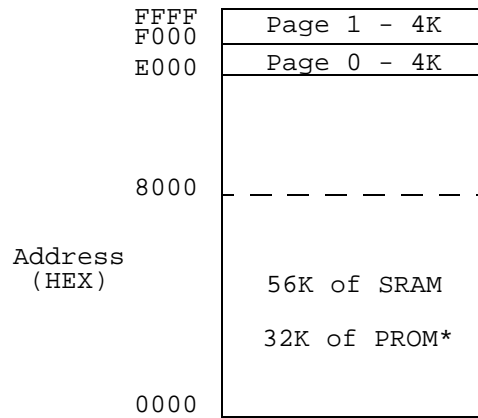 FFFF
Page 1 - 4K
F000
Page 0 - 4K
E000
8000
Address
(HEX)
56K of SRAM
32K of PROM*
0000